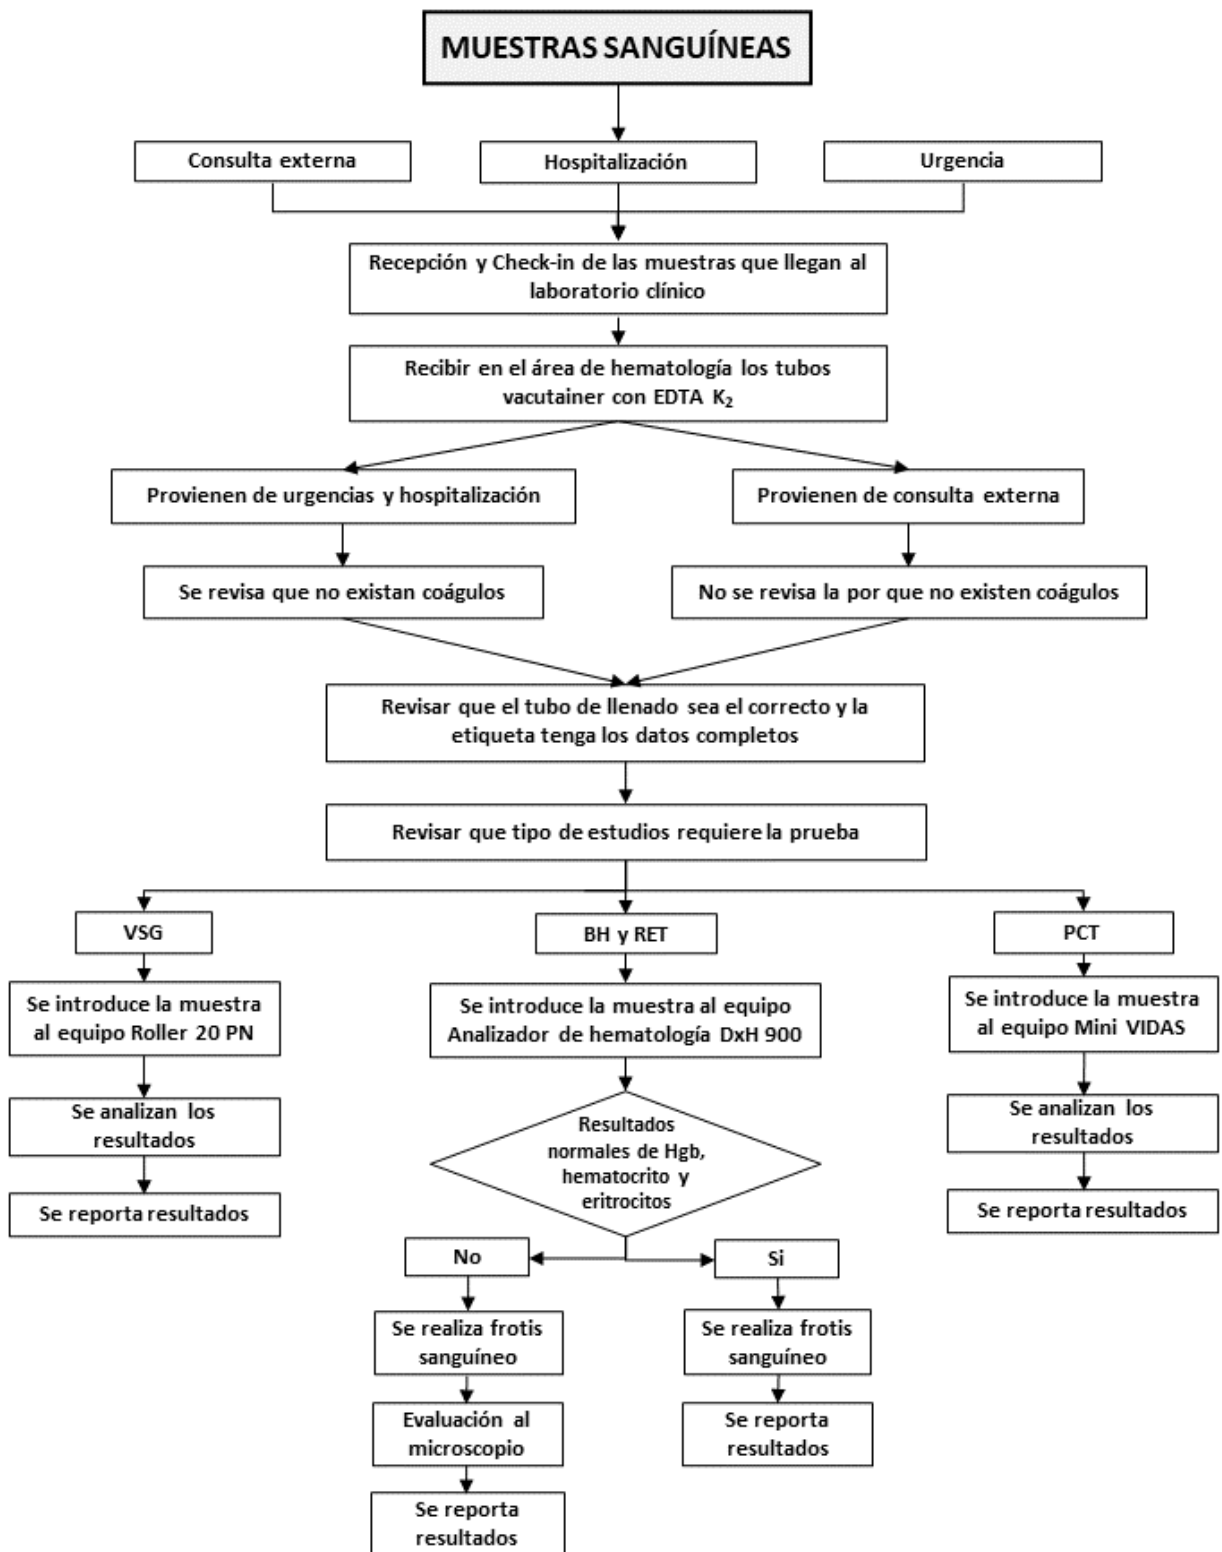 MUESTRAS SANGUÍNEAS
Consulta externa
Hospitalización
Urgencia
Recepción y Check-in de las muestras que llegan al
laboratorio clínico
Recibir en el área de hematología los tubos
vacutainer con EDTA K₂
Provienen de urgencias y hospitalización
Provienen de consulta externa
Se revisa que no existan coágulos
No se revisa la por que no existen coágulos
Revisar que el tubo de llenado sea el correcto y la
etiqueta tenga los datos completos
Revisar que tipo de estudios requiere la prueba
VSG
BH y RET
PCT
Se introduce la muestra
al equipo Roller 20 PN
Se introduce la muestra al equipo
Analizador de hematología DxH 900
Se introduce la muestra
al equipo Mini VIDAS
Se analizan los
resultados
Resultados
normales de Hgb,
hematocrito y
eritrocitos
Se analizan los
resultados
Se reporta resultados
Se reporta resultados
No
Si
Se realiza frotis
sanguíneo
Se realiza frotis
sanguíneo
Evaluación al
microscopio
Se reporta
resultados
Se reporta
resultados